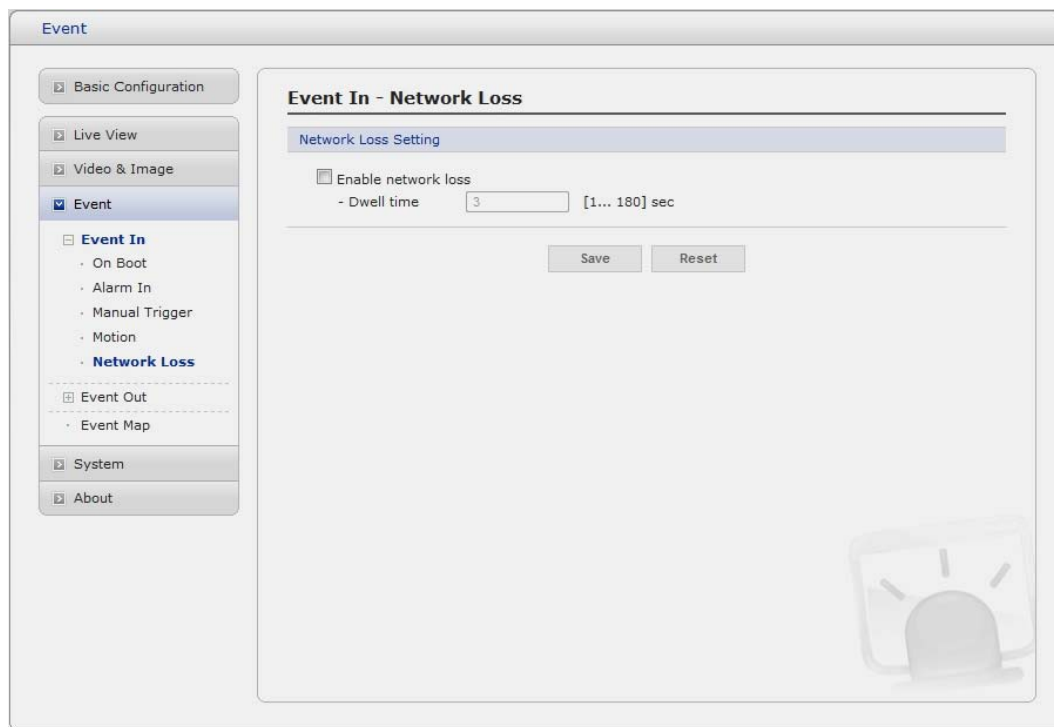 Event
Basic Configuration
Live View
Video & Image
Event
Event In
· On Boot
· Alarm In
· Manual Trigger
· Motion
· Network Loss
Event Out
· Event Map
System
About
Event In - Network Loss
Network Loss Setting
Enable network loss
- Dwell time 3 [1... 180] sec
Save Reset